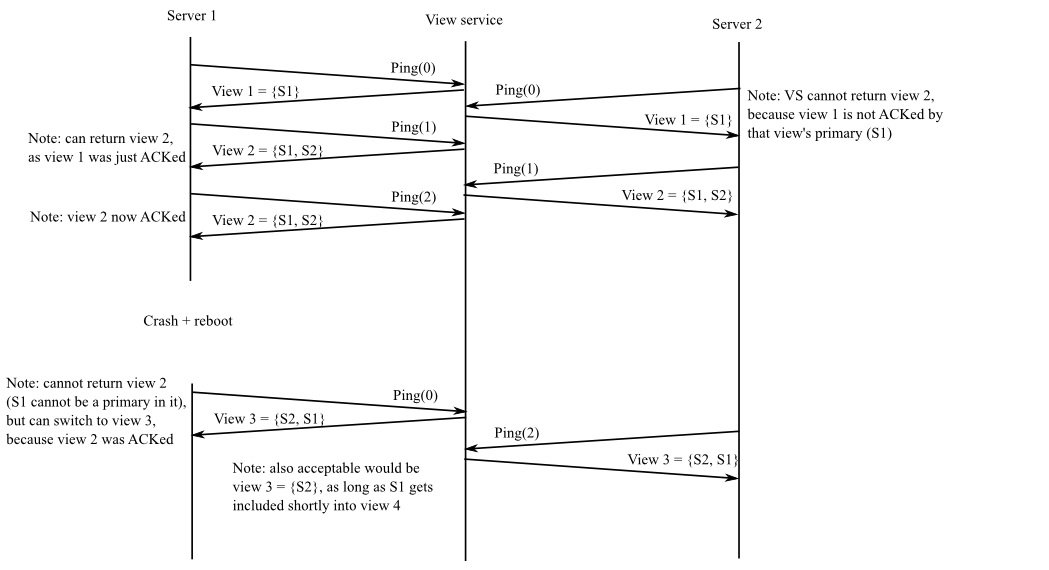 Server 1
View service
Server 2
Ping(0)
View 1 = {S1}
Ping(0)
View 1 = {S1}
Note: VS cannot return view 2,
because view 1 is not ACKed by
that view's primary (S1)
Ping(1)
Note: can return view 2,
as view 1 was just ACKed
View 2 = {S1, S2}
Ping(1)
View 2 = {S1, S2}
Ping(2)
Note: view 2 now ACKed
View 2 = {S1, S2}
Crash + reboot
Note: cannot return view 2
(S1 cannot be a primary in it),
but can switch to view 3,
because view 2 was ACKed
Ping(0)
View 3 = {S2, S1}
Ping(2)
View 3 = {S2, S1}
Note: also acceptable would be
view 3 = {S2}, as long as S1 gets
included shortly into view 4